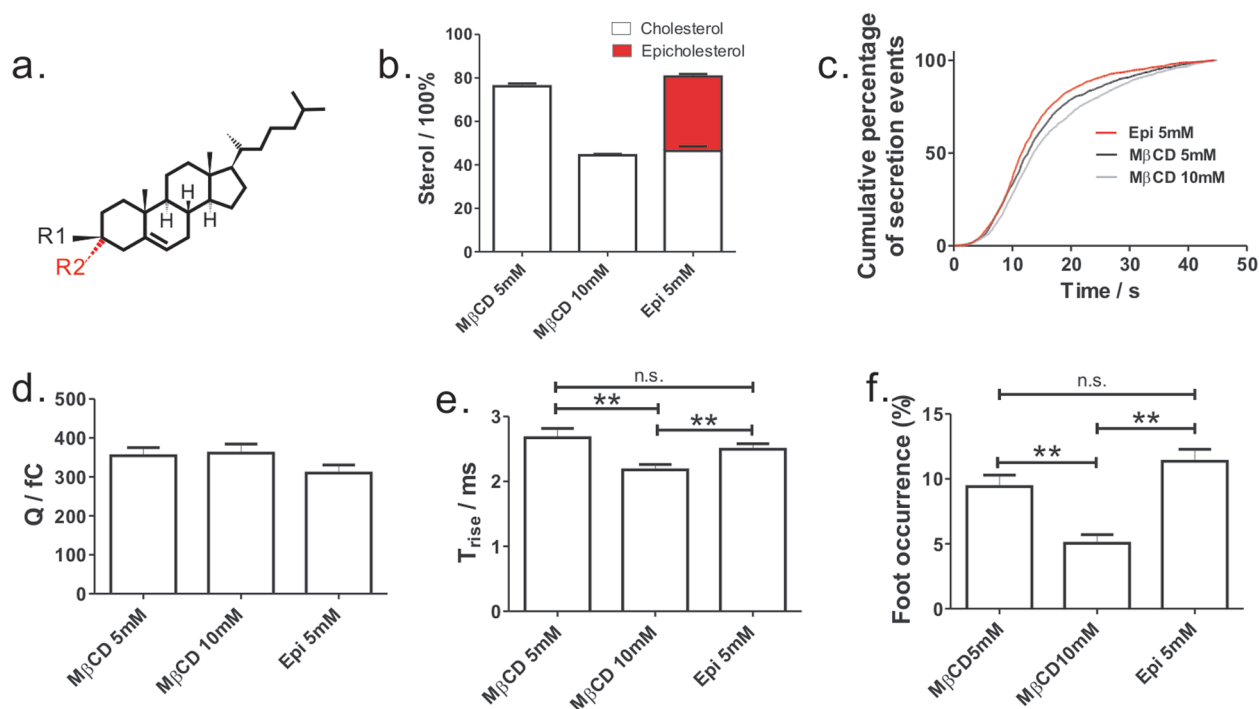 a.
R1
R2
H
H
H
b.
Cholesterol
Epicholesterol
Sterol / 100%
100
80
60
40
20
0
MβCD 5mM
MβCD 10mM
Epi 5mM
c.
Cumulative percentage
of secretion events
100
50
0
Epi 5mM
MβCD 5mM
MβCD 10mM
0
10
20
30
40
50
Time / s
d.
Q / fC
500
400
300
200
100
0
MβCD 5mM
MβCD 10mM
Epi 5mM
e.
n.s.
**
**
Trise / ms
3
2
1
0
MβCD 5mM
MβCD 10mM
Epi 5mM
f.
n.s.
**
**
Foot occurrence (%)
15
10
5
0
MβCD5mM
MβCD10mM
Epi 5mM